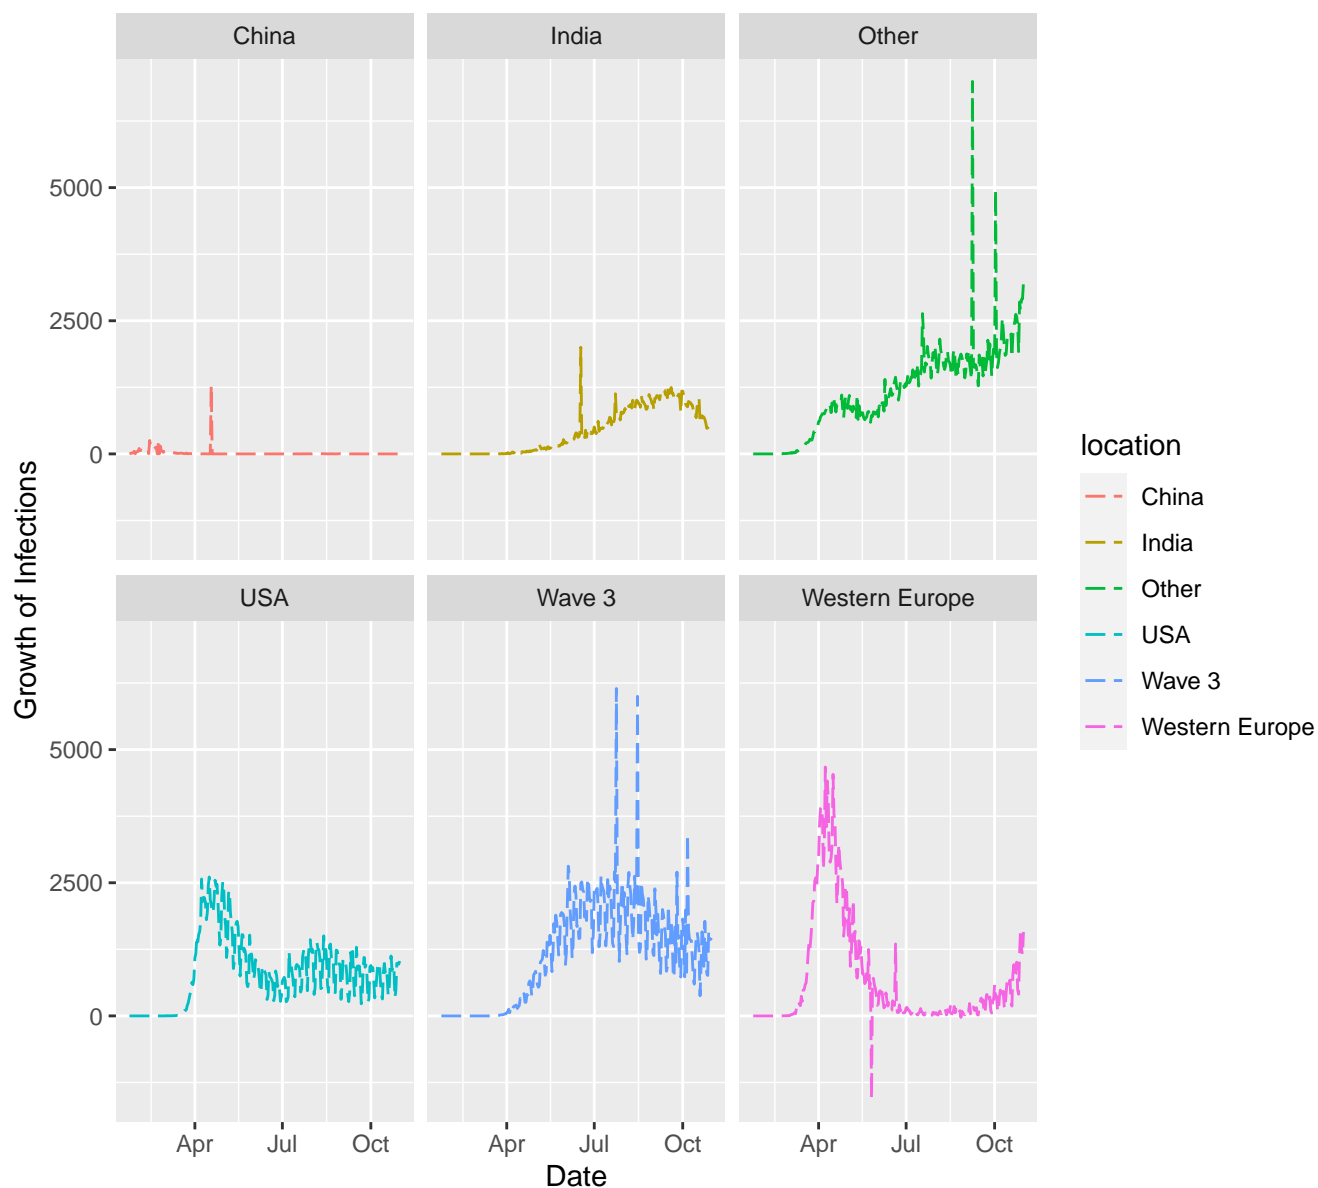 China India Other
5000
2500
0
Growth of Infections
USA Wave 3 Western Europe
5000
2500
0
Apr Jul Oct Apr Jul Oct Apr Jul Oct
Date
location
China
India
Other
USA
Wave 3
Western Europe